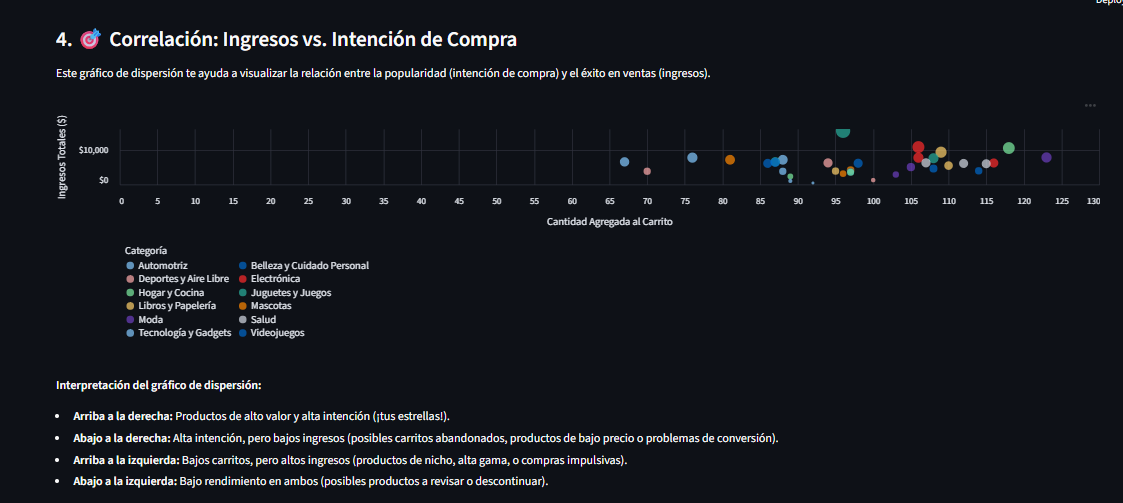 Deploy
4. 🎯 Correlación: Ingresos vs. Intención de Compra
Este gráfico de dispersión te ayuda a visualizar la relación entre la popularidad (intención de compra) y el éxito en ventas (ingresos).
Ingresos Totales ($)
$10,000
$0
0 5 10 15 20 25 30 35 40 45 50 55 60 65 70 75 80 85 90 95 100 105 110 115 120 125 130
Cantidad Agregada al Carrito
Categoría
Automotriz
Belleza y Cuidado Personal
Deportes y Aire Libre
Electrónica
Hogar y Cocina
Juguetes y Juegos
Libros y Papelería
Mascotas
Moda
Salud
Tecnología y Gadgets
Videojuegos
Interpretación del gráfico de dispersión:
• Arriba a la derecha: Productos de alto valor y alta intención (¡tus estrellas!).
• Abajo a la derecha: Alta intención, pero bajos ingresos (posibles carritos abandonados, productos de bajo precio o problemas de conversión).
• Arriba a la izquierda: Bajos carritos, pero altos ingresos (productos de nicho, alta gama, o compras impulsivas).
• Abajo a la izquierda: Bajo rendimiento en ambos (posibles productos a revisar o descontinuar).